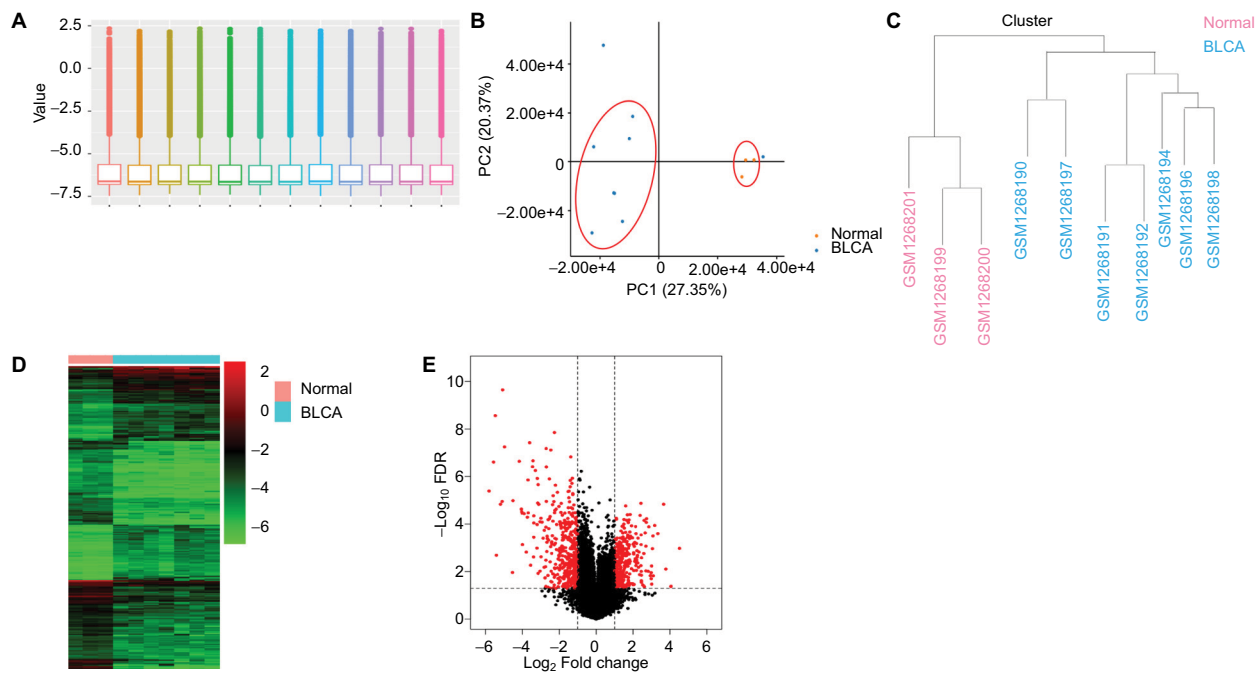 A
2.5
0.0
−2.5
−5.0
−7.5
Value
B
4.00e+4
2.00e+4
0
−2.00e+4
PC2 (20.37%)
−2.00e+4
0
2.00e+4
4.00e+4
PC1 (27.35%)
Normal
BLCA
C
Cluster
Normal
BLCA
GSM1268201
GSM1268199
GSM1268200
GSM1268190
GSM1268197
GSM1268191
GSM1268192
GSM1268194
GSM1268196
GSM1268198
D
2
0
−2
−4
−6
Normal
BLCA
E
10
8
6
4
2
0
−Log10 FDR
−6
−4
−2
0
2
4
6
Log2 Fold change